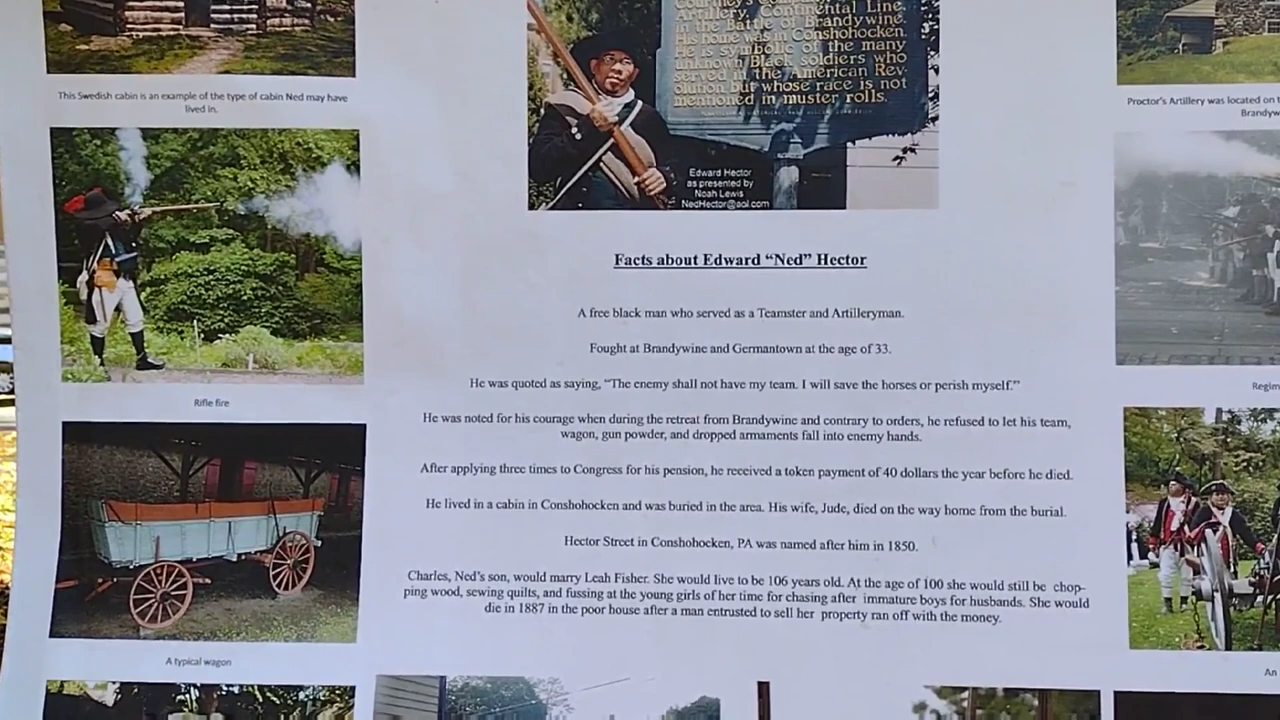 Courtney's Company,
Artillery, Continental Line.
in the Battle of Brandywine.
His home was in Conshohocken.
He is symbolic of the many
unknown Black soldiers who
served in the American Rev-
olution but whose race is not
mentioned in muster rolls.
Edward Hector
as presented by
Noah Lewis
NedHector@aol.com
This Swedish cabin is an example of the type of cabin Ned may have
lived in.
Rifle fire
A typical wagon
Facts about Edward “Ned” Hector
A free black man who served as a Teamster and Artilleryman.
Fought at Brandywine and Germantown at the age of 33.
He was quoted as saying, “The enemy shall not have my team. I will save the horses or perish myself.”
He was noted for his courage when during the retreat from Brandywine and contrary to orders, he refused to let his team,
wagon, gun powder, and dropped armaments fall into enemy hands.
After applying three times to Congress for his pension, he received a token payment of 40 dollars the year before he died.
He lived in a cabin in Conshohocken and was buried in the area. His wife, Jude, died on the way home from the burial.
Hector Street in Conshohocken, PA was named after him in 1850.
Charles, Ned's son, would marry Leah Fisher. She would live to be 106 years old. At the age of 100 she would still be chop-
ping wood, sewing quilts, and fussing at the young girls of her time for chasing after immature boys for husbands. She would
die in 1887 in the poor house after a man entrusted to sell her property ran off with the money.
Proctor's Artillery was located on
Brandyw
Regim
An